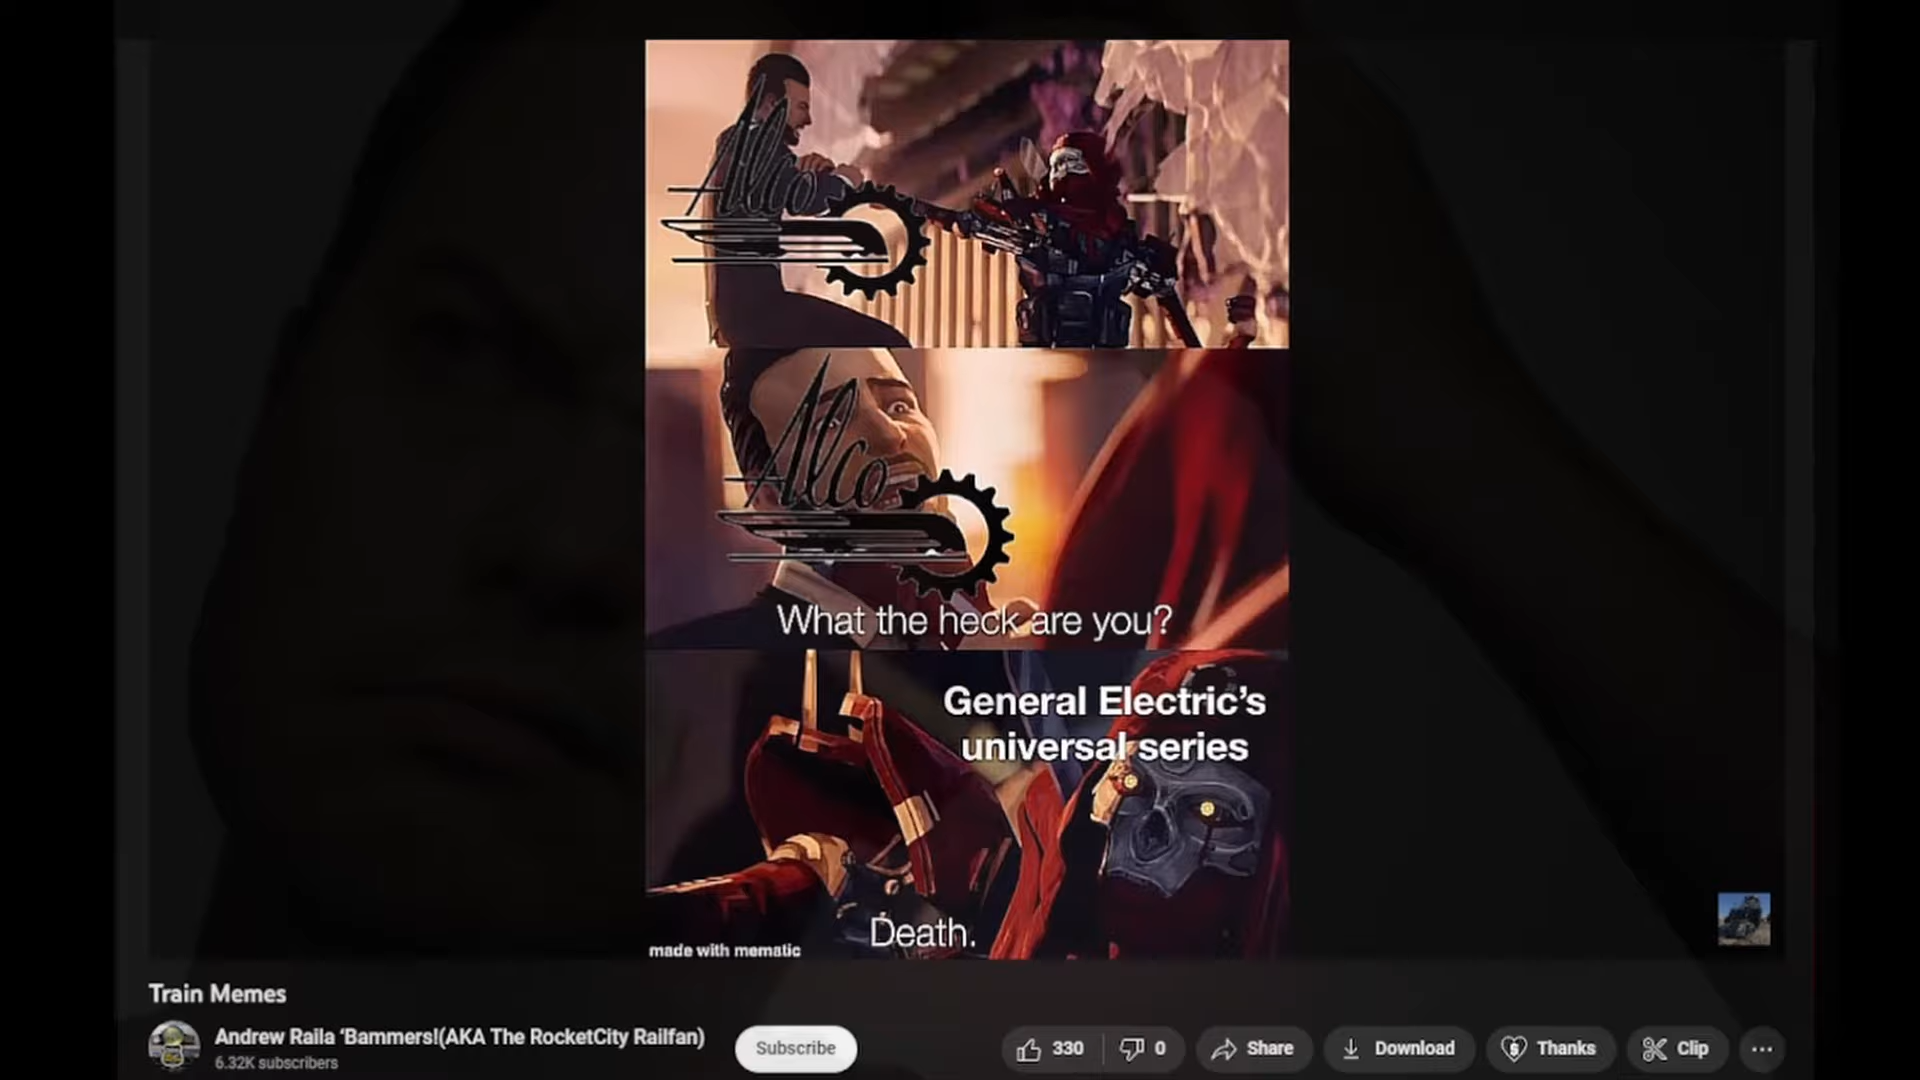 Alco
Alco
What the heck are you?
General Electric's
universal series
Death.
made with mematic
Train Memes
Andrew Raila 'Bammers!(AKA The RocketCity Railfan)
6.32K subscribers
Subscribe
330
0
Share
Download
Thanks
Clip